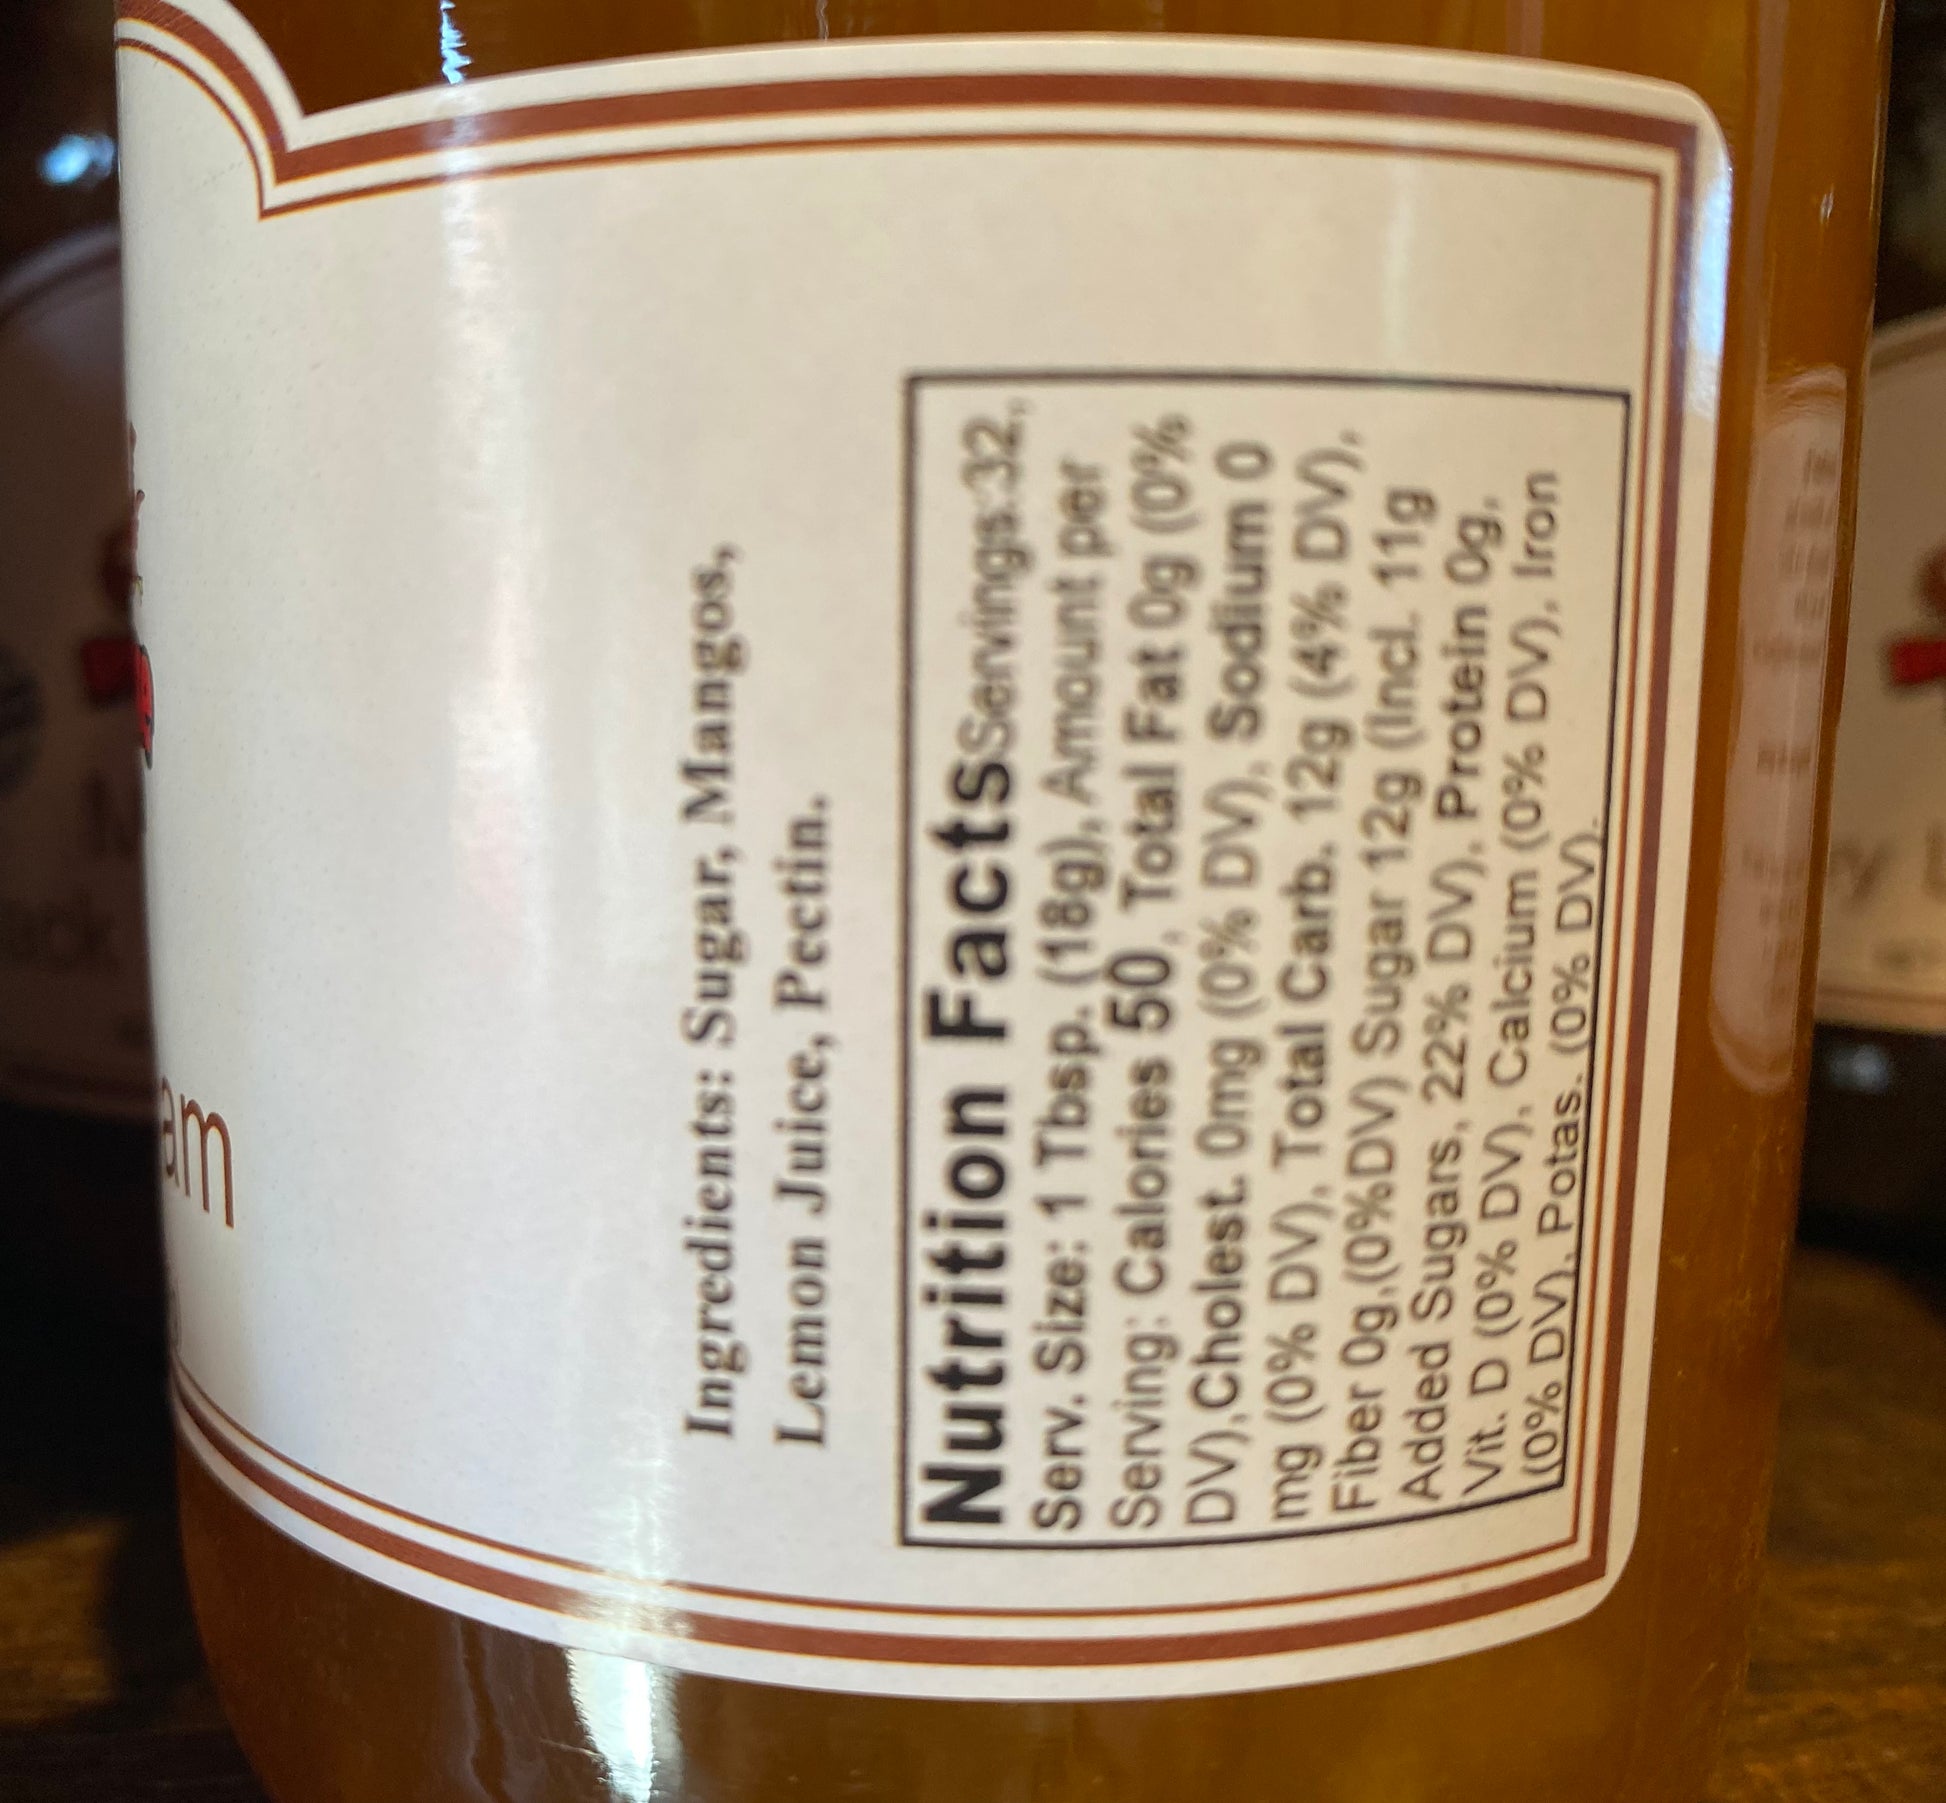 am
Ingredients: Sugar, Mangos,
Lemon Juice, Pectin.
Nutrition FactsServings:32,
Serv. Size: 1 Tbsp. (18g), Amount per
Serving: Calories 50, Total Fat 0g (0%
DV),Cholest. 0mg (0% DV), Sodium 0
mg (0% DV), Total Carb. 12g (4% DV),
Fiber 0g,(0%DV) Sugar 12g (Incl. 11g
Added Sugars, 22% DV), Protein 0g,
Vit. D (0% DV), Calcium (0% DV), Iron
(0% DV), Potas. (0% DV).